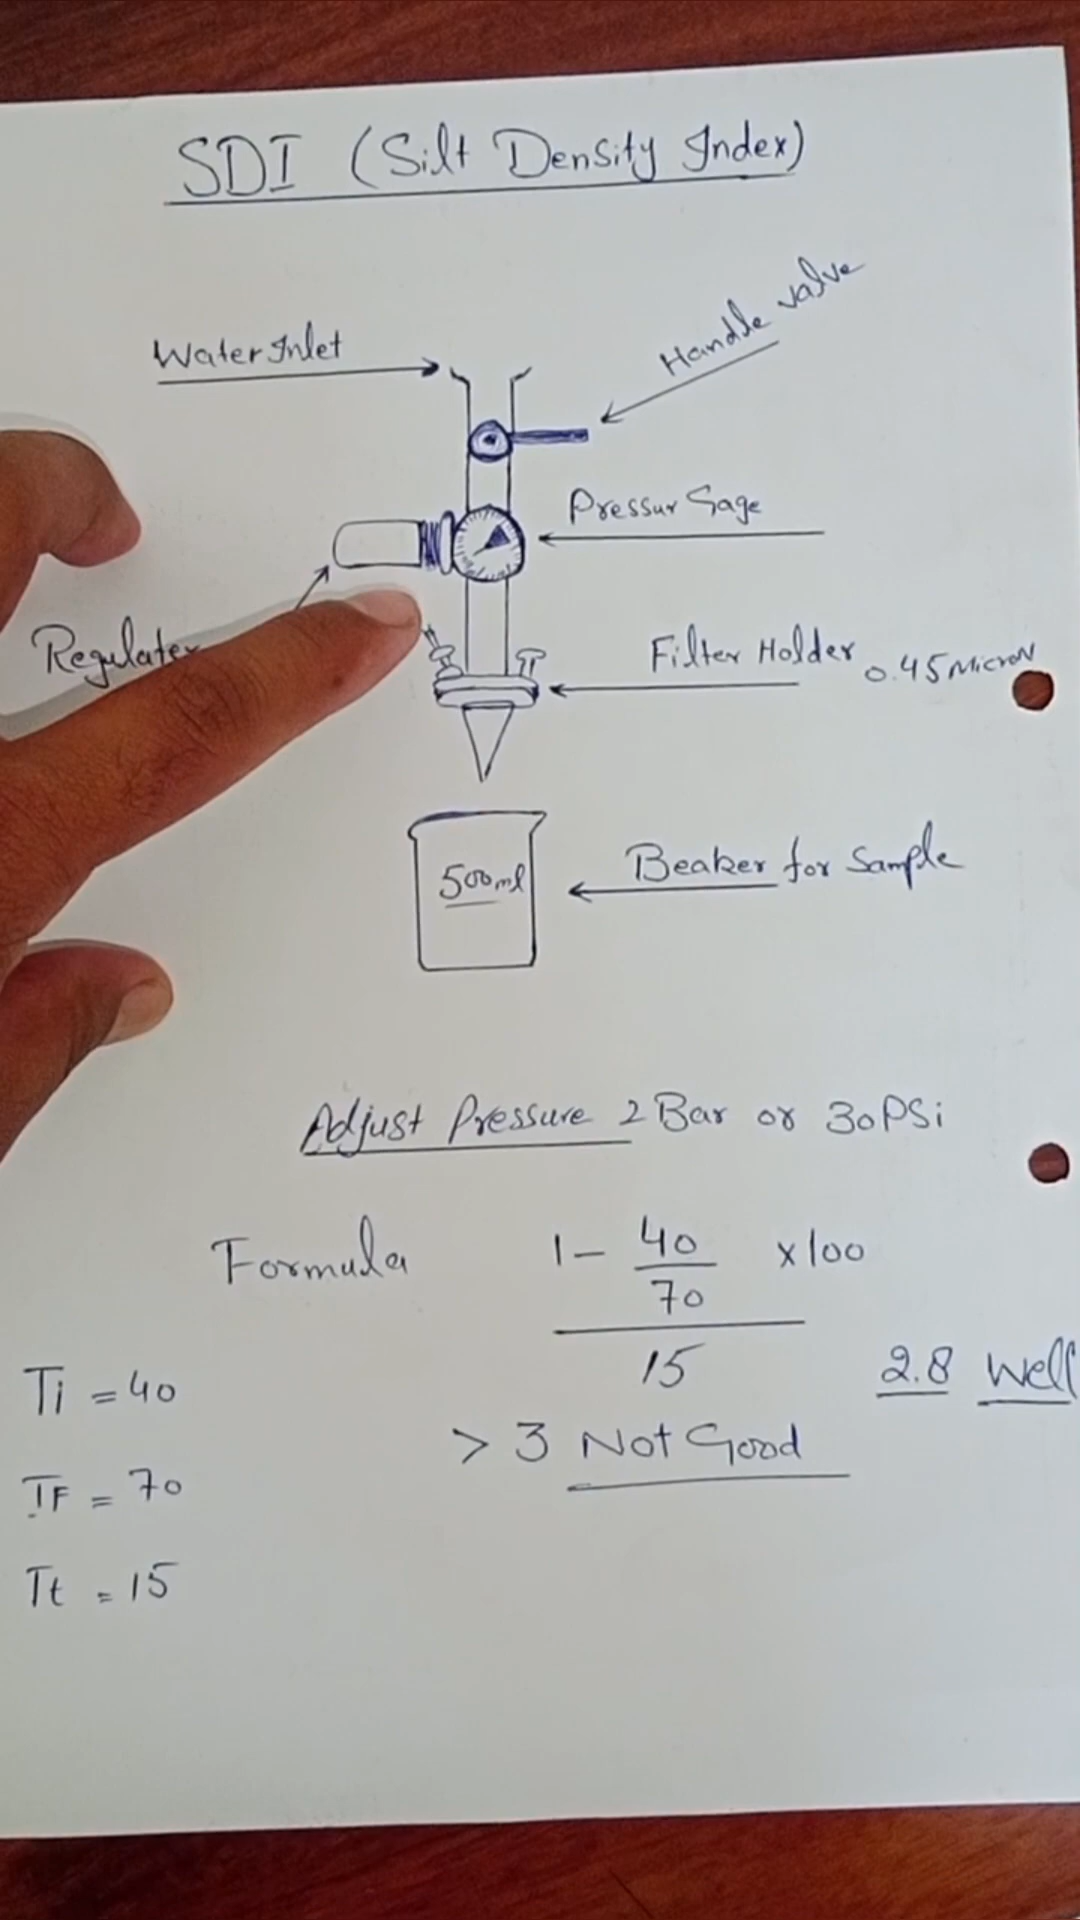 SDI (Silt Density Index)
Water Inlet
Handle valve
Pressur Gage
Regulater
Filter Holder 0.45 Micron
500ml
Beaker for Sample
Adjust Pressure 2 Bar or 30 PSi
Formula
1 - 40 x100
70
15
2.8 Well
Ti = 40
> 3 Not Good
TF = 70
Tt = 15